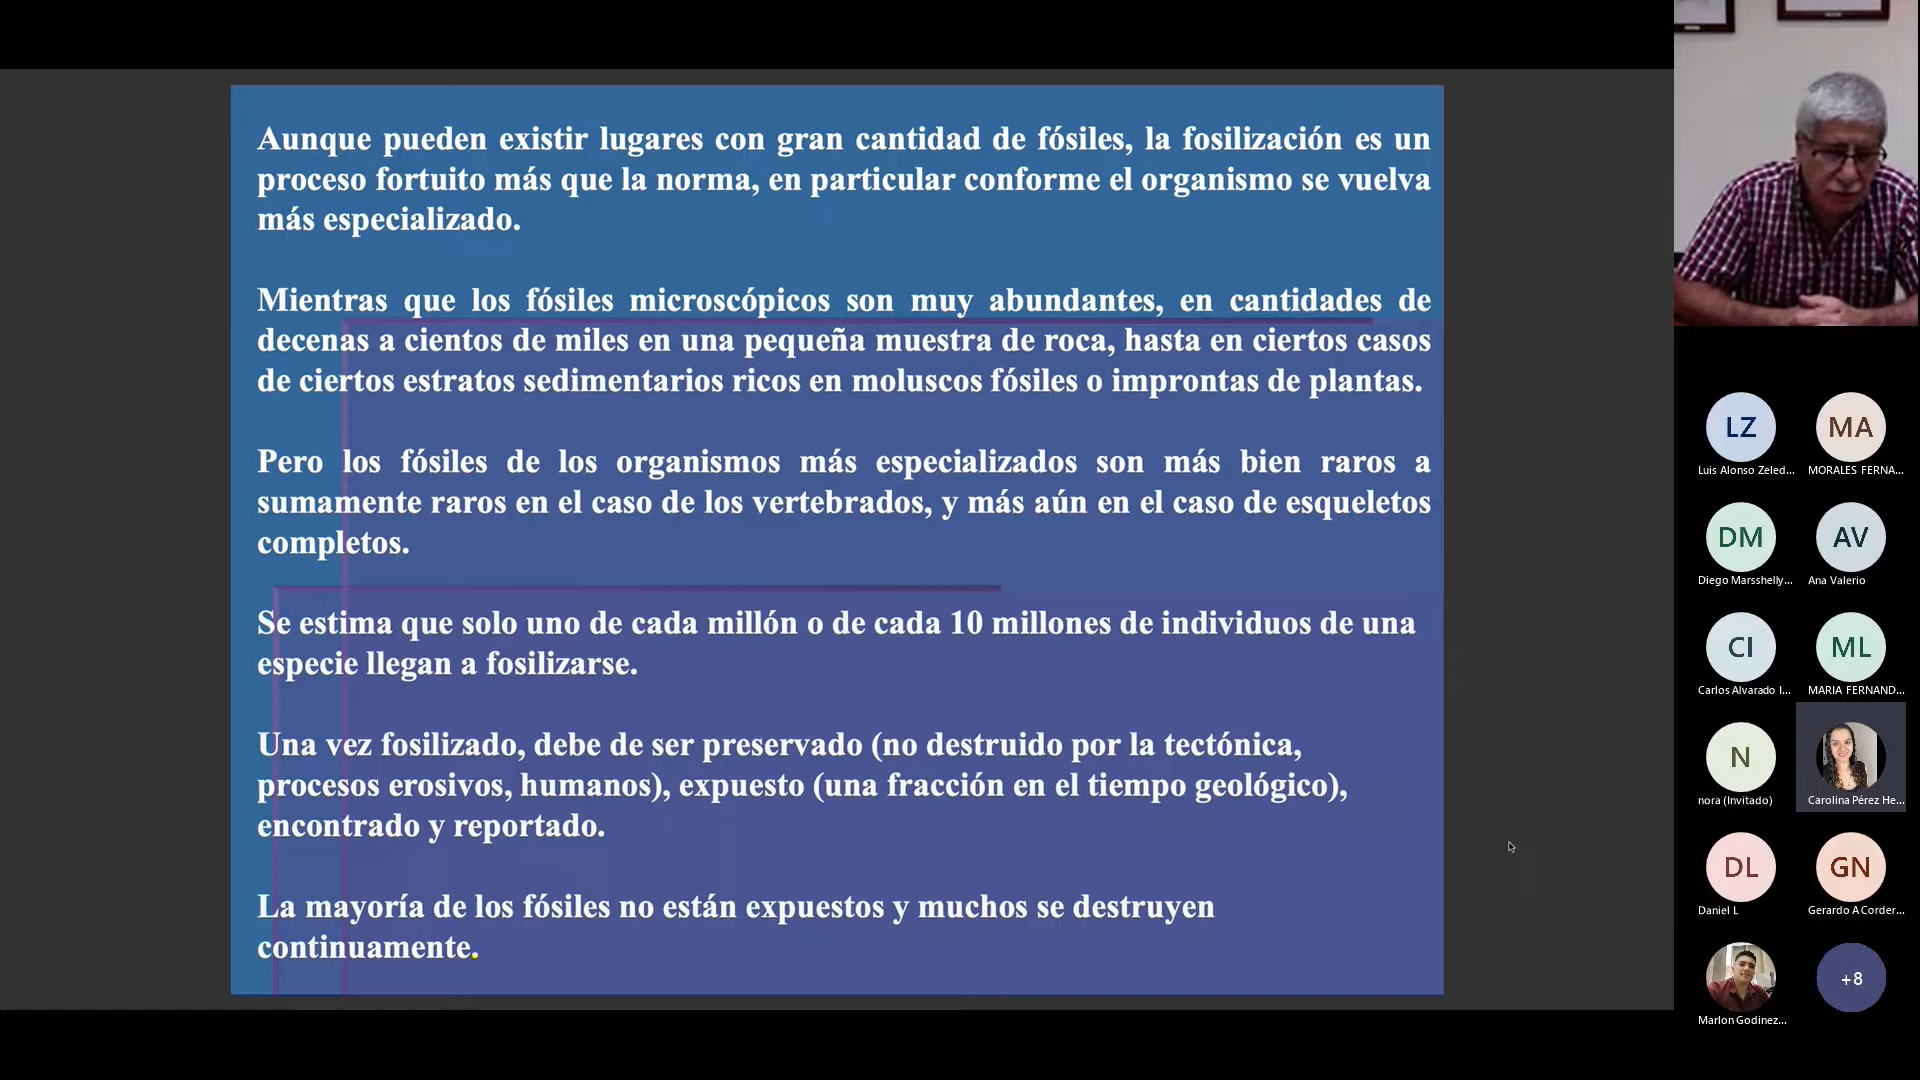 Aunque pueden existir lugares con gran cantidad de fósiles, la fosilización es un
proceso fortuito más que la norma, en particular conforme el organismo se vuelva
más especializado.
Mientras que los fósiles microscópicos son muy abundantes, en cantidades de
decenas a cientos de miles en una pequeña muestra de roca, hasta en ciertos casos
de ciertos estratos sedimentarios ricos en moluscos fósiles o improntas de plantas.
Pero los fósiles de los organismos más especializados son más bien raros a
sumamente raros en el caso de los vertebrados, y más aún en el caso de esqueletos
completos.
Se estima que solo uno de cada millón o de cada 10 millones de individuos de una
especie llegan a fosilizarse.
Una vez fosilizado, debe de ser preservado (no destruido por la tectónica,
procesos erosivos, humanos), expuesto (una fracción en el tiempo geológico),
encontrado y reportado.
La mayoría de los fósiles no están expuestos y muchos se destruyen
continuamente.
LZ
Luis Alonso Zeled...
MA
MORALES FERNA...
DM
Diego Marsshelly...
AV
Ana Valerio
CI
Carlos Alvarado I...
ML
MARIA FERNAND...
N
nora (Invitado)
Carolina Pérez He...
DL
Daniel L
GN
Gerardo A Corder...
Marlon Godinez...
+8